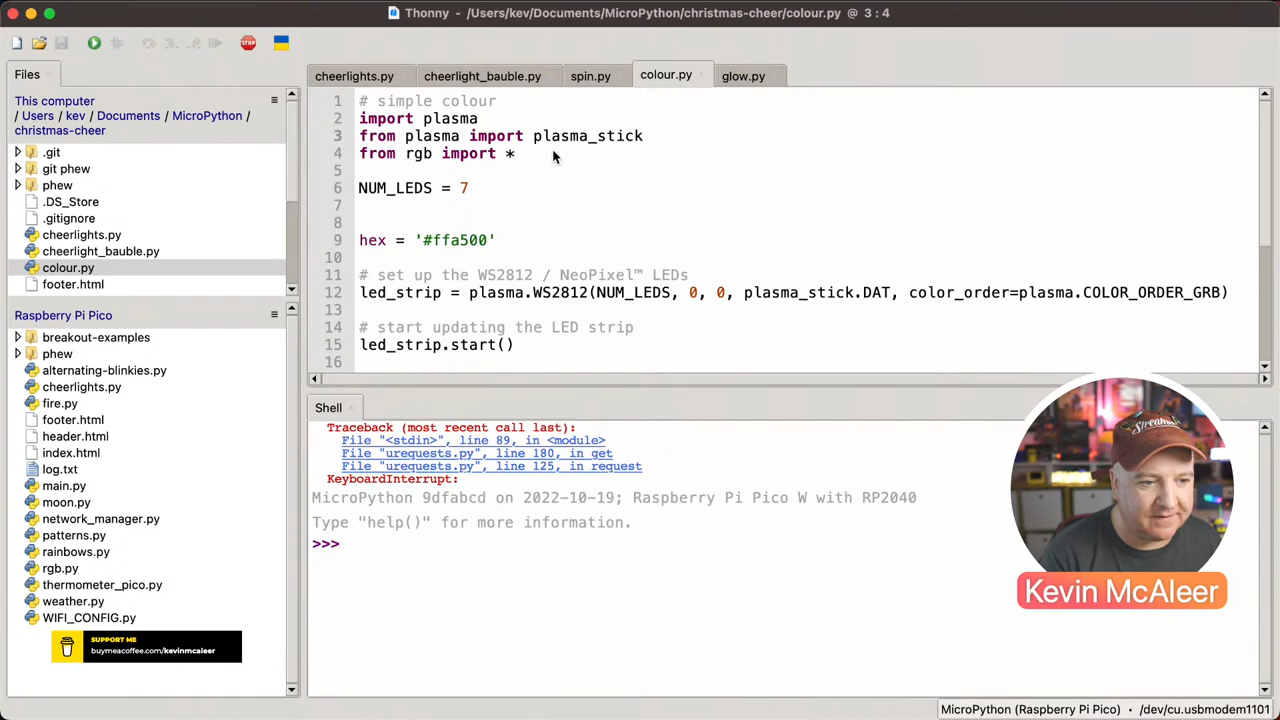 Thonny - /Users/kev/Documents/MicroPython/christmas-cheer/colour.py @ 3 : 4
STOP
Files
This computer
/ Users / kev / Documents / MicroPython /
christmas-cheer
.git
git phew
phew
.DS_Store
.gitignore
cheerlights.py
cheerlight_bauble.py
colour.py
footer.html
Raspberry Pi Pico
breakout-examples
phew
alternating-blinkies.py
cheerlights.py
fire.py
footer.html
header.html
index.html
log.txt
main.py
moon.py
network_manager.py
patterns.py
rainbows.py
rgb.py
thermometer_pico.py
weather.py
WIFI_CONFIG.py
SUPPORT ME
buymeacoffee.com/kevinmcaleer
cheerlights.py
cheerlight_bauble.py
spin.py
colour.py
glow.py
1 # simple colour
2 import plasma
3 from plasma import plasma_stick
4 from rgb import *
5
6 NUM_LEDS = 7
7
8
9 hex = '#ffa500'
10
11 # set up the WS2812 / NeoPixel™ LEDs
12 led_strip = plasma.WS2812(NUM_LEDS, 0, 0, plasma_stick.DAT, color_order=plasma.COLOR_ORDER_GRB)
13
14 # start updating the LED strip
15 led_strip.start()
16
Shell
Traceback (most recent call last):
File "<stdin>", line 89, in <module>
File "urequests.py", line 180, in get
File "urequests.py", line 125, in request
KeyboardInterrupt:
MicroPython 9dfabcd on 2022-10-19; Raspberry Pi Pico W with RP2040
Type "help()" for more information.
>>>
Streams
Kevin McAleer
MicroPython (Raspberry Pi Pico) • /dev/cu.usbmodem1101